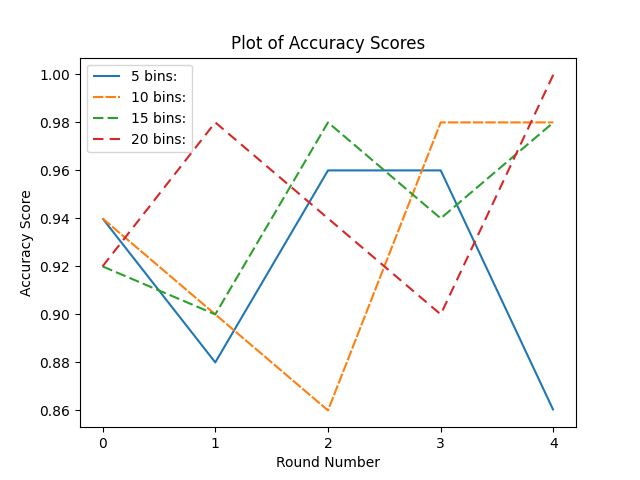 Plot of Accuracy Scores
1.00
0.98
0.96
0.94
0.92
0.90
0.88
0.86
Accuracy Score
5 bins:
10 bins:
15 bins:
20 bins:
0 1 2 3 4
Round Number